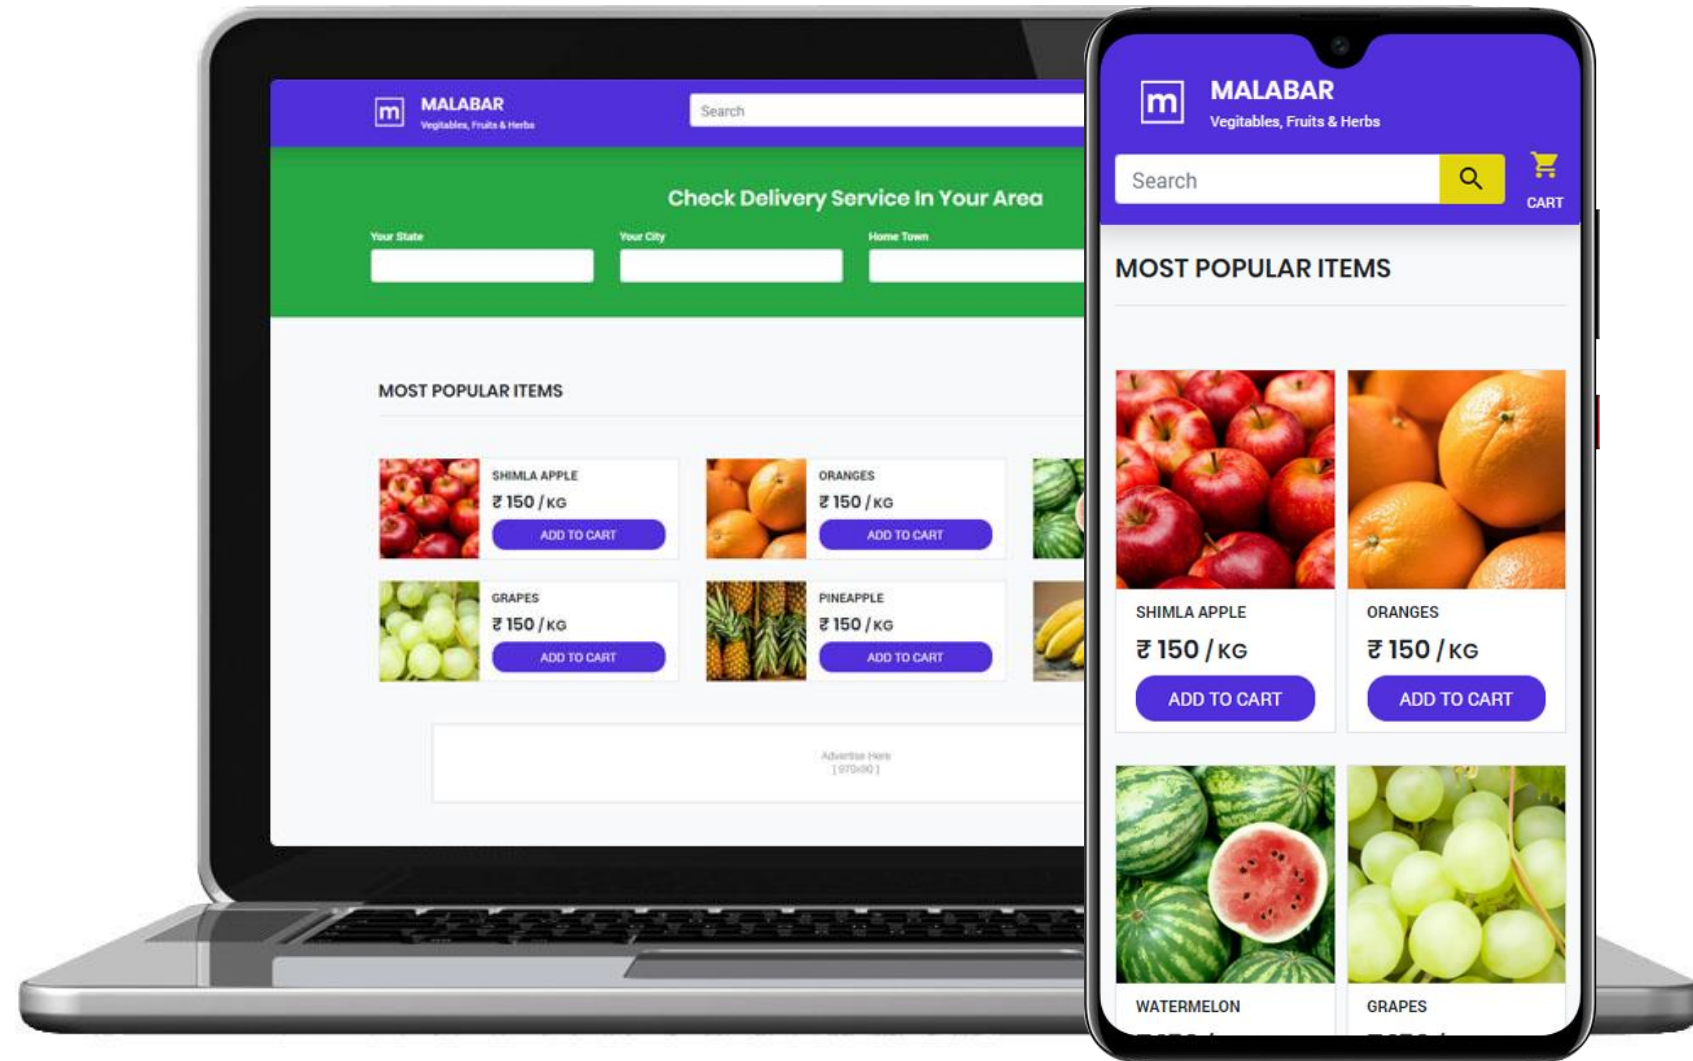 MALABAR
Vegitables, Fruits & Herbs
Search
Check Delivery Service In Your Area
Your State
Your City
Home Town
MOST POPULAR ITEMS
SHIMLA APPLE
₹ 150 / KG
ADD TO CART
ORANGES
₹ 150 / KG
ADD TO CART
GRAPES
₹ 150 / KG
ADD TO CART
PINEAPPLE
₹ 150 / KG
ADD TO CART
Advertise Here
[ 970x90 ]
m
MALABAR
Vegitables, Fruits & Herbs
Search
CART
MOST POPULAR ITEMS
SHIMLA APPLE
₹ 150 / KG
ADD TO CART
ORANGES
₹ 150 / KG
ADD TO CART
WATERMELON
GRAPES